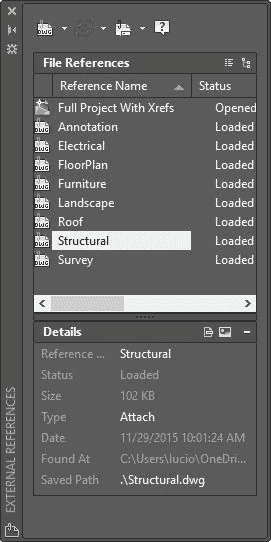 File References
Reference Name Status
Full Project With Xrefs Opened
Annotation Loaded
Electrical Loaded
FloorPlan Loaded
Furniture Loaded
Landscape Loaded
Roof Loaded
Structural Loaded
Survey Loaded
Details
Reference ... Structural
Status Loaded
Size 102 KB
Type Attach
Date 11/29/2015 10:01:24 AM
Found At C:\Users\lucio\OneDri...
Saved Path .\Structural.dwg
EXTERNAL REFERENCES